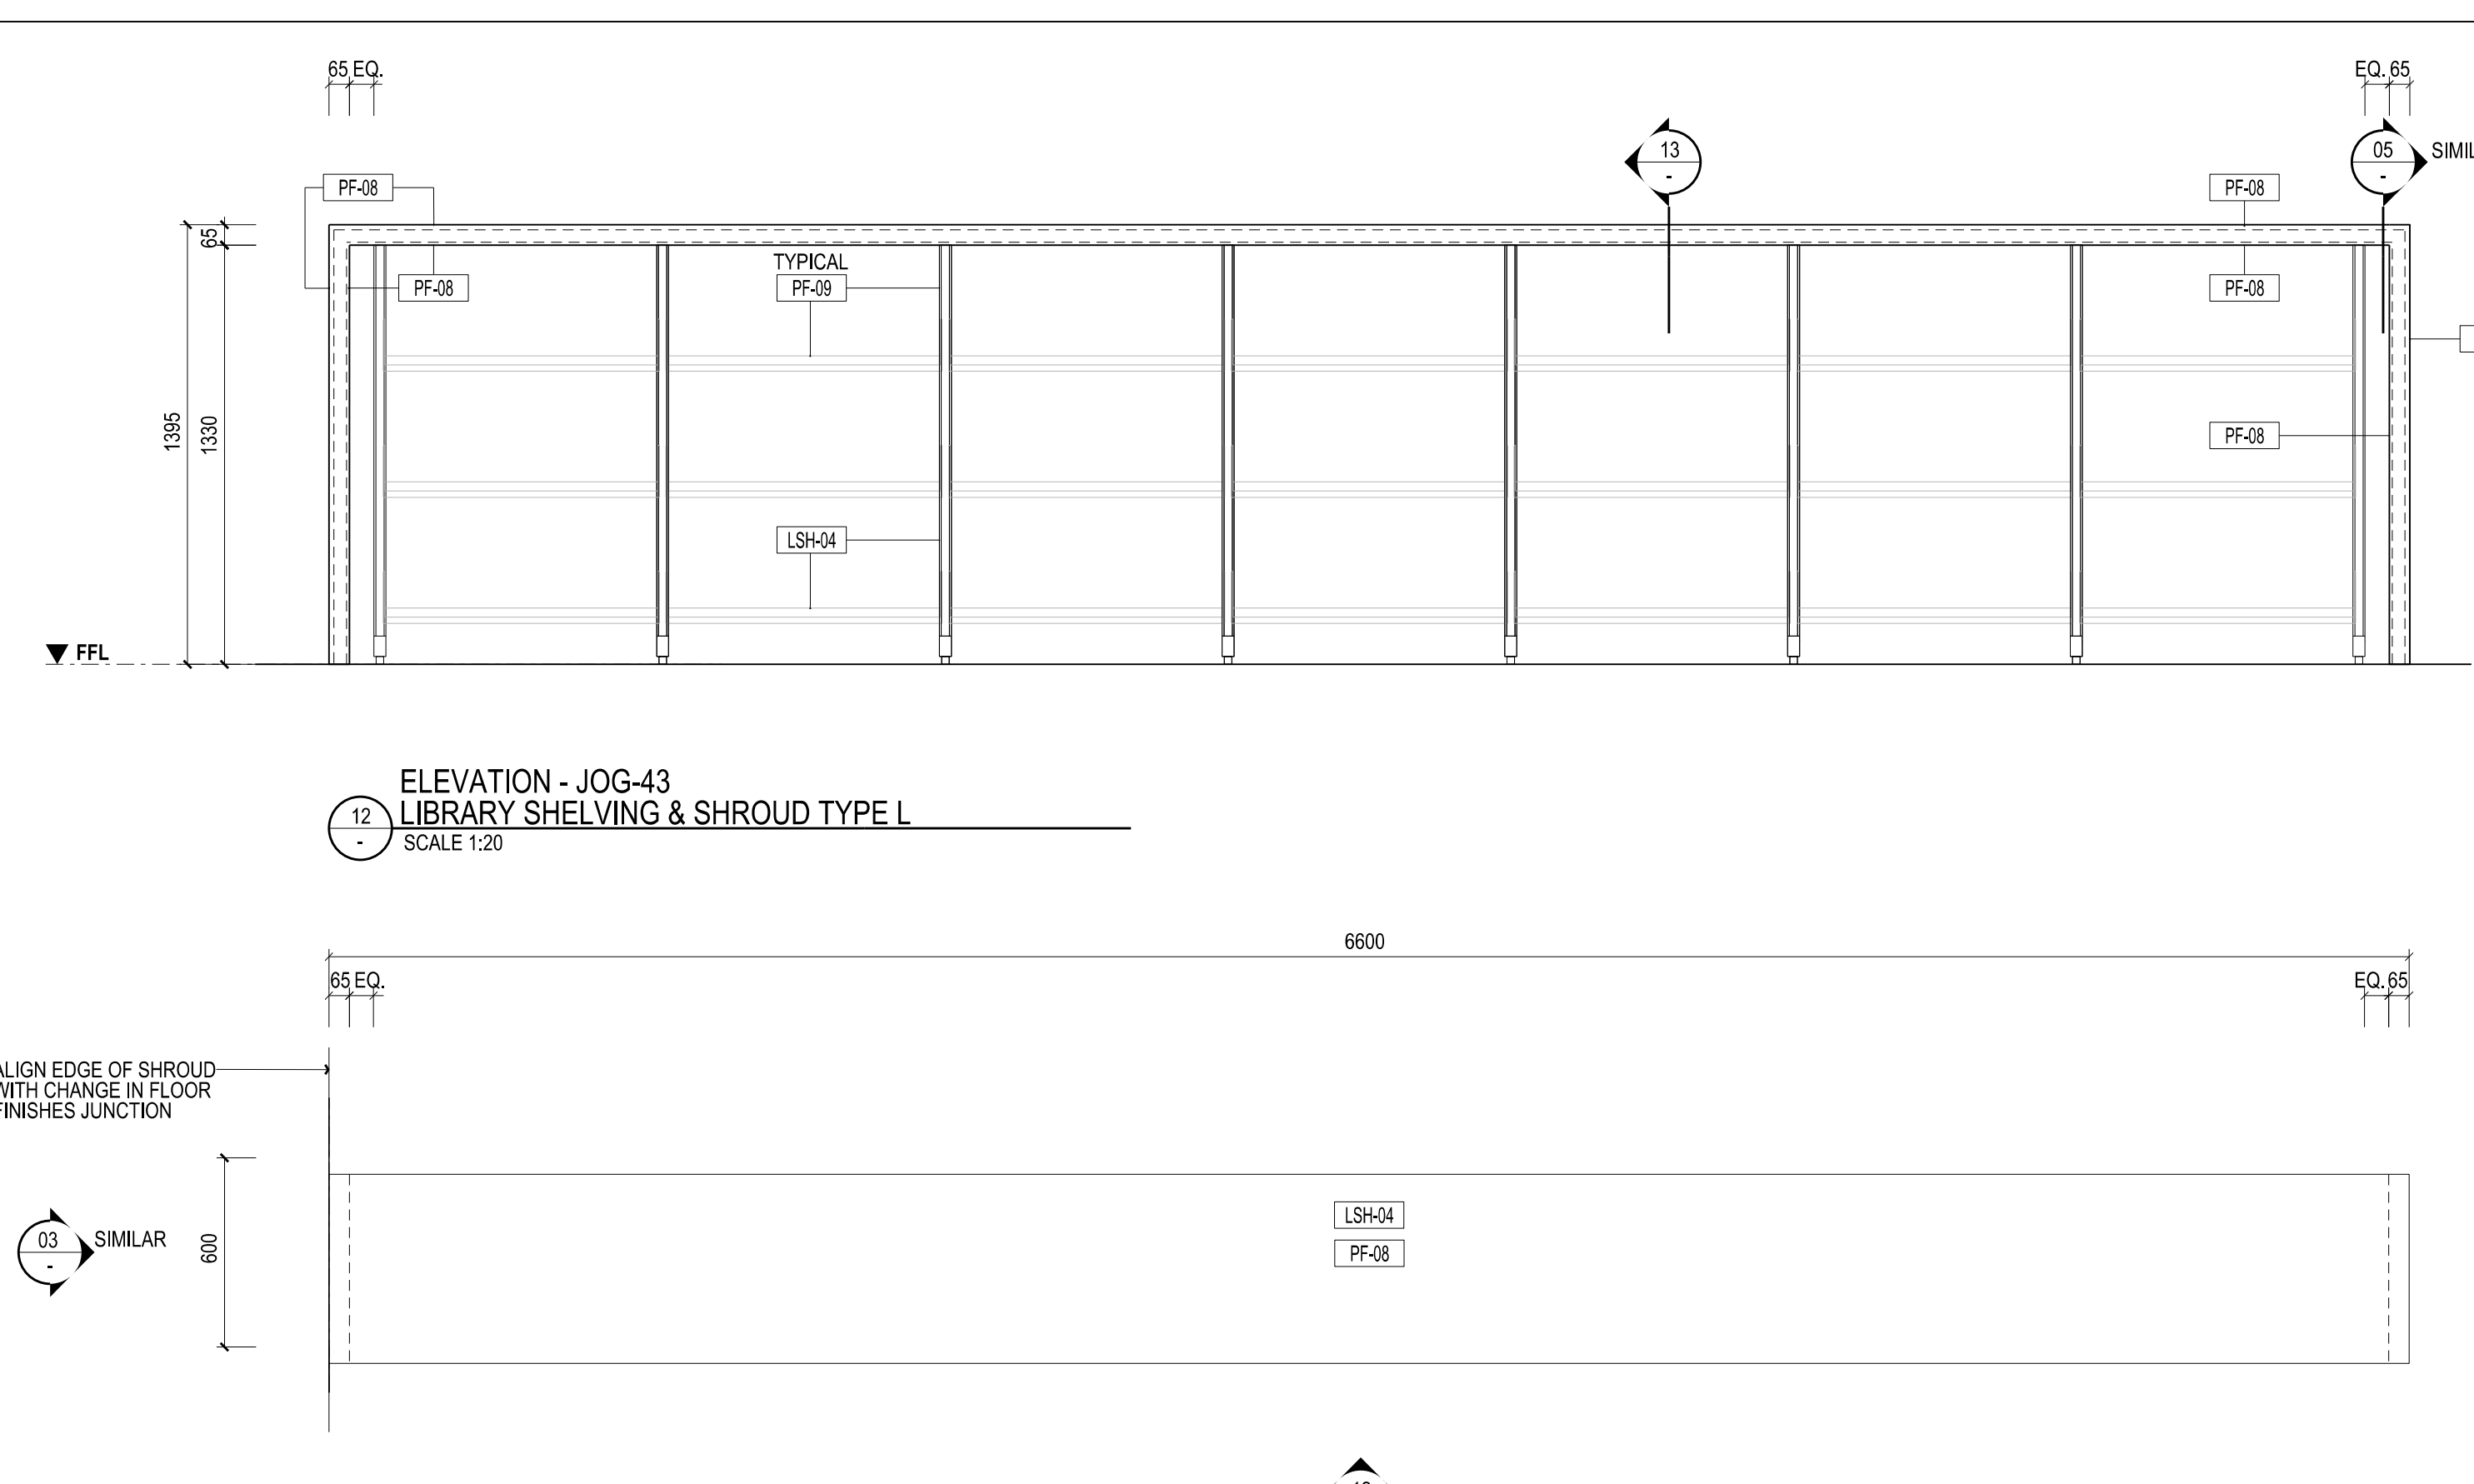 65 EQ.
EQ. 65
13
-
05
-
PF-08
PF-08
65
TYPICAL
PF-09
PF-08
PF-08
1395
1330
PF-08
LSH-04
FFL
ELEVATION - JOG-43
12
-
LIBRARY SHELVING & SHROUD TYPE L
SCALE 1:20
6600
65 EQ.
EQ. 65
ALIGN EDGE OF SHROUD
WITH CHANGE IN FLOOR
FINISHES JUNCTION
LSH-04
03
-
SIMILAR
600
PF-08